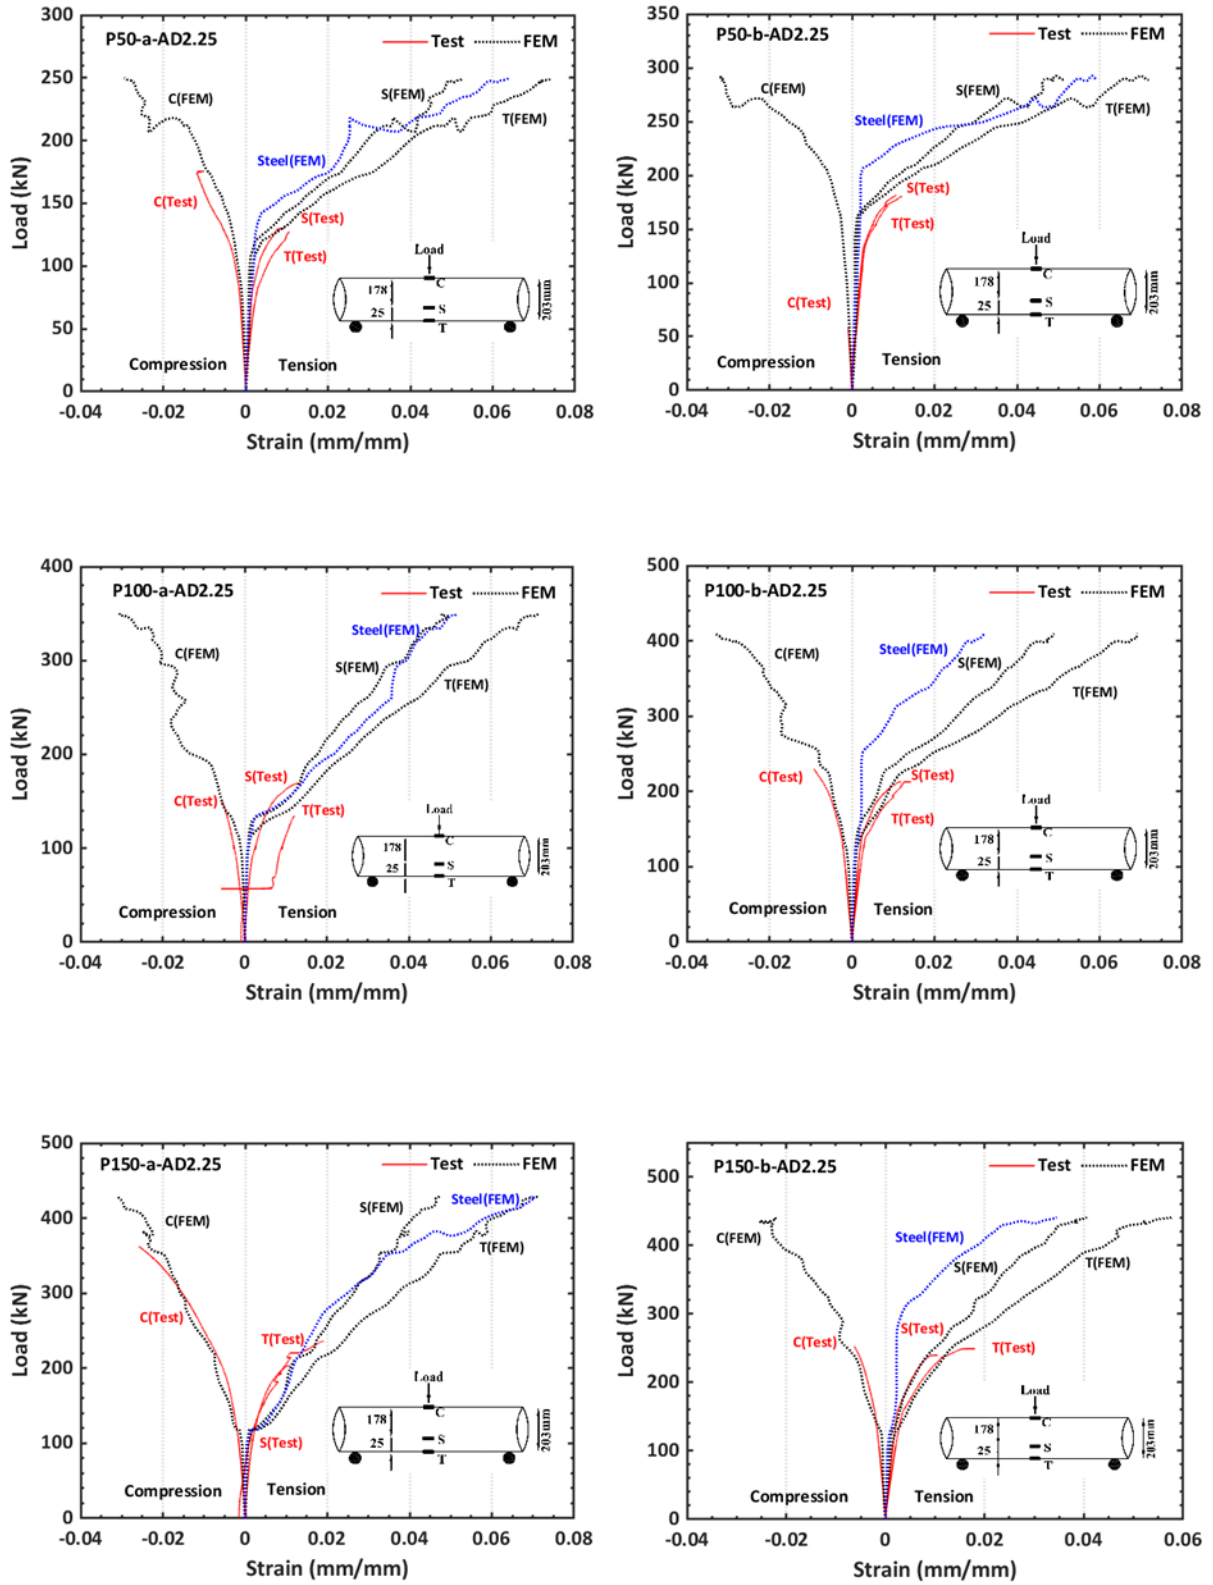 P50-a-AD2.25
Test
FEM
300
250
200
150
100
50
0
Load (kN)
C(FEM)
S(FEM)
T(FEM)
Steel(FEM)
C(Test)
S(Test)
T(Test)
Load
178
25
C
S
T
203mm
Compression
Tension
-0.04
-0.02
0
0.02
0.04
0.06
0.08
Strain (mm/mm)
P50-b-AD2.25
Test
FEM
350
300
250
200
150
100
50
0
Load (kN)
C(FEM)
S(FEM)
T(FEM)
Steel(FEM)
S(Test)
T(Test)
C(Test)
Load
178
25
C
S
T
203mm
Compression
Tension
-0.04
-0.02
0
0.02
0.04
0.06
0.08
Strain (mm/mm)
P100-a-AD2.25
Test
FEM
400
300
200
100
0
Load (kN)
C(FEM)
Steel(FEM)
S(FEM)
T(FEM)
S(Test)
C(Test)
T(Test)
Load
178
25
C
S
T
203mm
Compression
Tension
-0.04
-0.02
0
0.02
0.04
0.06
0.08
Strain (mm/mm)
P100-b-AD2.25
Test
FEM
500
400
300
200
100
0
Load (kN)
C(FEM)
Steel(FEM)
S(FEM)
T(FEM)
C(Test)
S(Test)
T(Test)
Load
178
25
C
S
T
203mm
Compression
Tension
-0.04
-0.02
0
0.02
0.04
0.06
0.08
Strain (mm/mm)
P150-a-AD2.25
Test
FEM
500
400
300
200
100
0
Load (kN)
C(FEM)
S(FEM)
Steel(FEM)
T(FEM)
C(Test)
T(Test)
S(Test)
Load
178
25
C
S
T
203mm
Compression
Tension
-0.04
-0.02
0
0.02
0.04
0.06
0.08
Strain (mm/mm)
P150-b-AD2.25
Test
FEM
500
400
300
200
100
0
Load (kN)
C(FEM)
Steel(FEM)
S(FEM)
T(FEM)
C(Test)
S(Test)
T(Test)
Load
178
25
C
S
T
203mm
Compression
Tension
-0.04
-0.02
0
0.02
0.04
0.06
Strain (mm/mm)